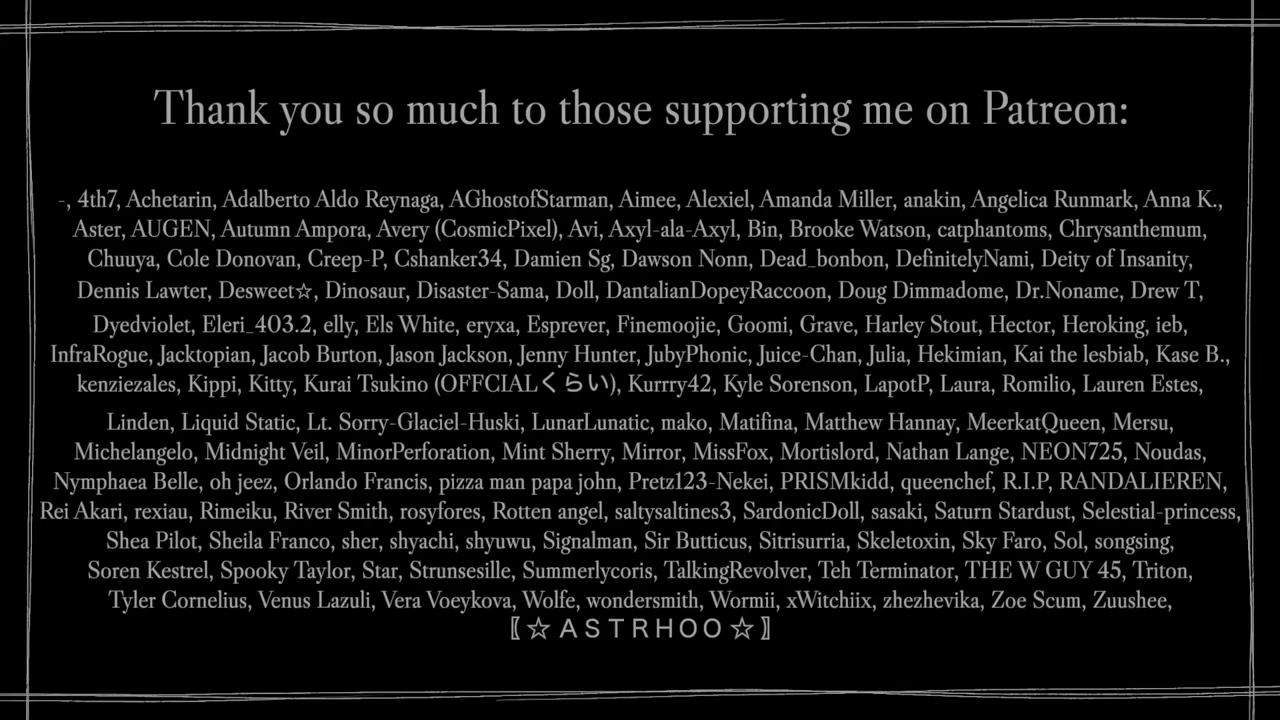 Thank you so much to those supporting me on Patreon:
-, 4th7, Achetarin, Adalberto Aldo Reynaga, AGhostofStarman, Aimee, Alexiel, Amanda Miller, anakin, Angelica Runmark, Anna K.,
Aster, AUGEN, Autumn Ampora, Avery (CosmicPixel), Avi, Axyl-ala-Axyl, Bin, Brooke Watson, catphantoms, Chrysanthemum,
Chuuya, Cole Donovan, Creep-P, Cshanker34, Damien Sg, Dawson Nonn, Dead_bonbon, DefinitelyNami, Deity of Insanity,
Dennis Lawter, Desweet☆, Dinosaur, Disaster-Sama, Doll, DantalianDopeyRaccoon, Doug Dimmadome, Dr.Noname, Drew T,
Dyedviolet, Eleri_403.2, elly, Els White, eryxa, Esprever, Finemoojie, Goomi, Grave, Harley Stout, Hector, Heroking, ieb,
InfraRogue, Jacktopian, Jacob Burton, Jason Jackson, Jenny Hunter, JubyPhonic, Juice-Chan, Julia, Hekimian, Kai the lesbiab, Kase B.,
kenziezales, Kippi, Kitty, Kurai Tsukino (OFFCIALくらい), Kurrry42, Kyle Sorenson, LapotP, Laura, Romilio, Lauren Estes,
Linden, Liquid Static, Lt. Sorry-Glaciel-Huski, LunarLunatic, mako, Matifina, Matthew Hannay, MeerkatQueen, Mersu,
Michelangelo, Midnight Veil, MinorPerforation, Mint Sherry, Mirror, MissFox, Mortislord, Nathan Lange, NEON725, Noudas,
Nymphaea Belle, oh jeez, Orlando Francis, pizza man papa john, Pretz123-Nekei, PRISMkidd, queenchef, R.I.P, RANDALIEREN,
Rei Akari, rexiau, Rimeiku, River Smith, rosyfores, Rotten angel, saltysaltines3, SardonicDoll, sasaki, Saturn Stardust, Selestial-princess,
Shea Pilot, Sheila Franco, sher, shyachi, shyuwu, Signalman, Sir Butticus, Sitrisurria, Skeletoxin, Sky Faro, Sol, songsing,
Soren Kestrel, Spooky Taylor, Star, Strunsesille, Summerlycoris, TalkingRevolver, Teh Terminator, THE W GUY 45, Triton,
Tyler Cornelius, Venus Lazuli, Vera Voeykova, Wolfe, wondersmith, Wormii, xWitchiix, zhezhevika, Zoe Scum, Zuushee,
〖☆ A S T R H O O ☆〗